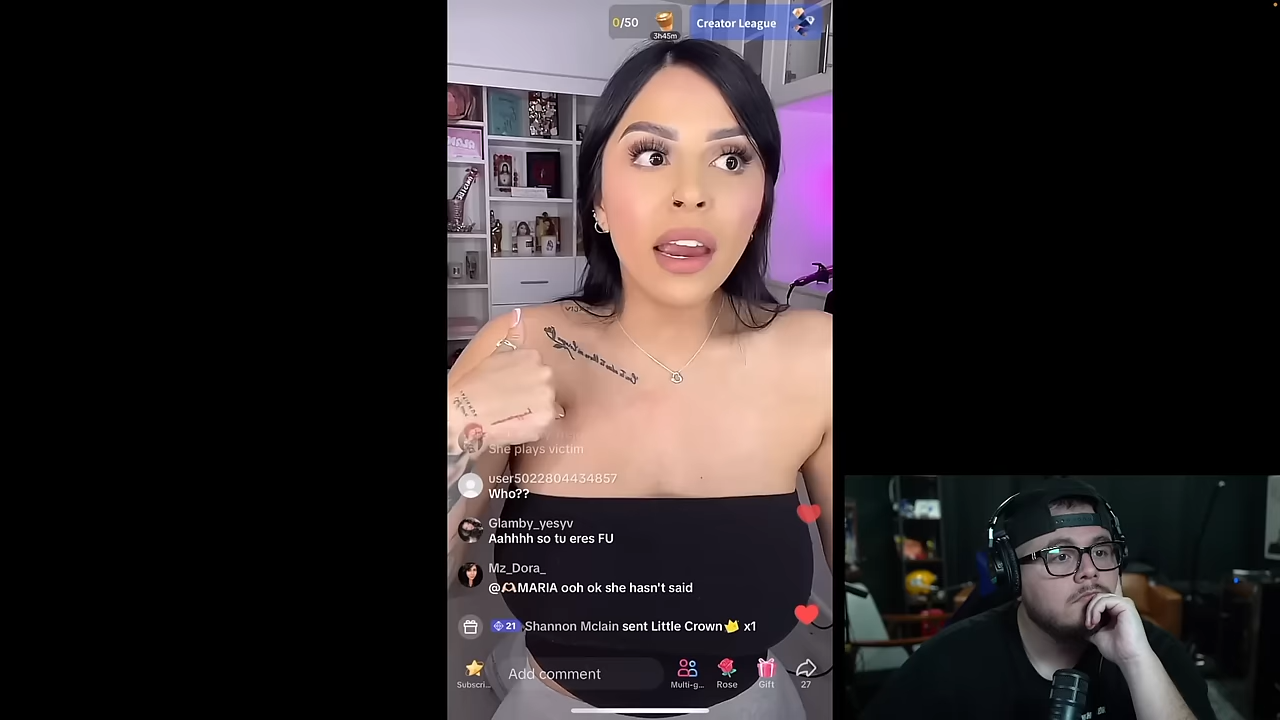 0/50
3h45m
Creator League
She plays victim
user5022804434857
Who??
Glamby_yesyv
Aahhhh so tu eres FU
Mz_Dora_
@🫶MARIA ooh ok she hasn't said
21 Shannon Mclain sent Little Crown x1
Subscri...
Add comment
Multi-g...
Rose
Gift
27